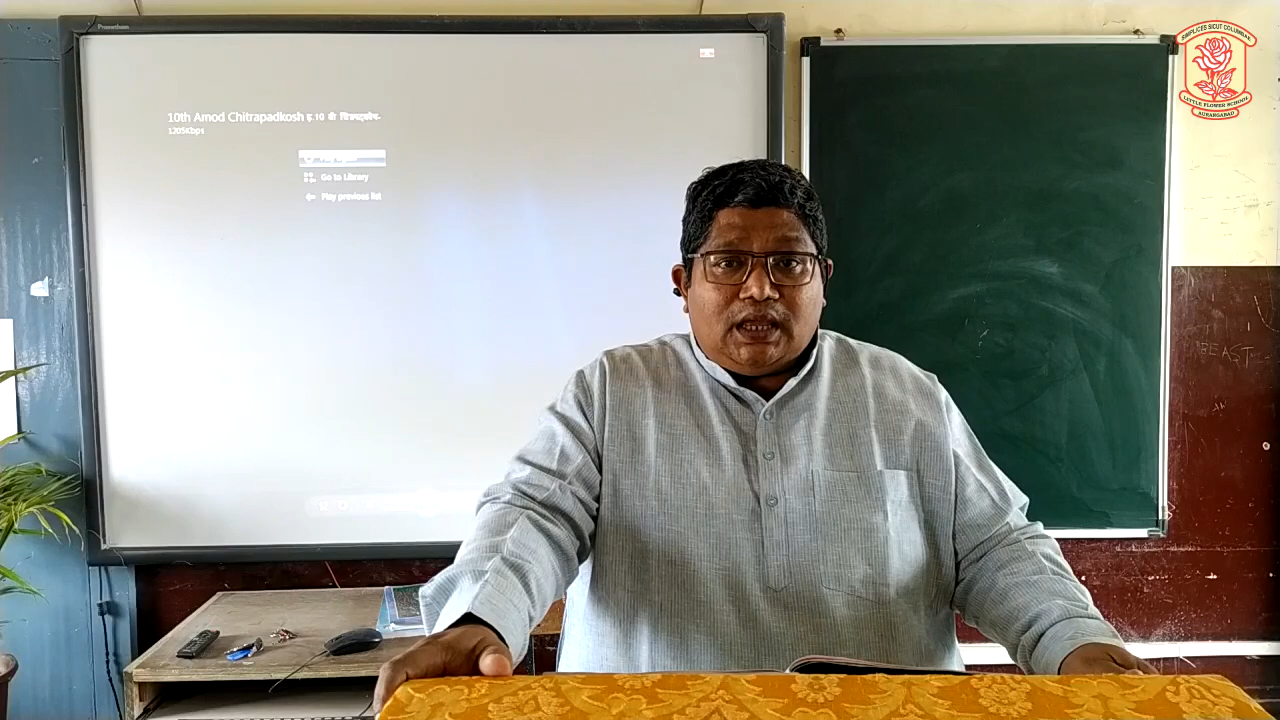 Promethean
10th Amod Chitrapadkosh इ.10 वी चित्रपदकोष-
1205Kbps
Go to Library
Play previous list
SIMPLICES SICUT COLUMBAE
LITTLE FLOWER SCHOOL
AURANGABAD
BEAST